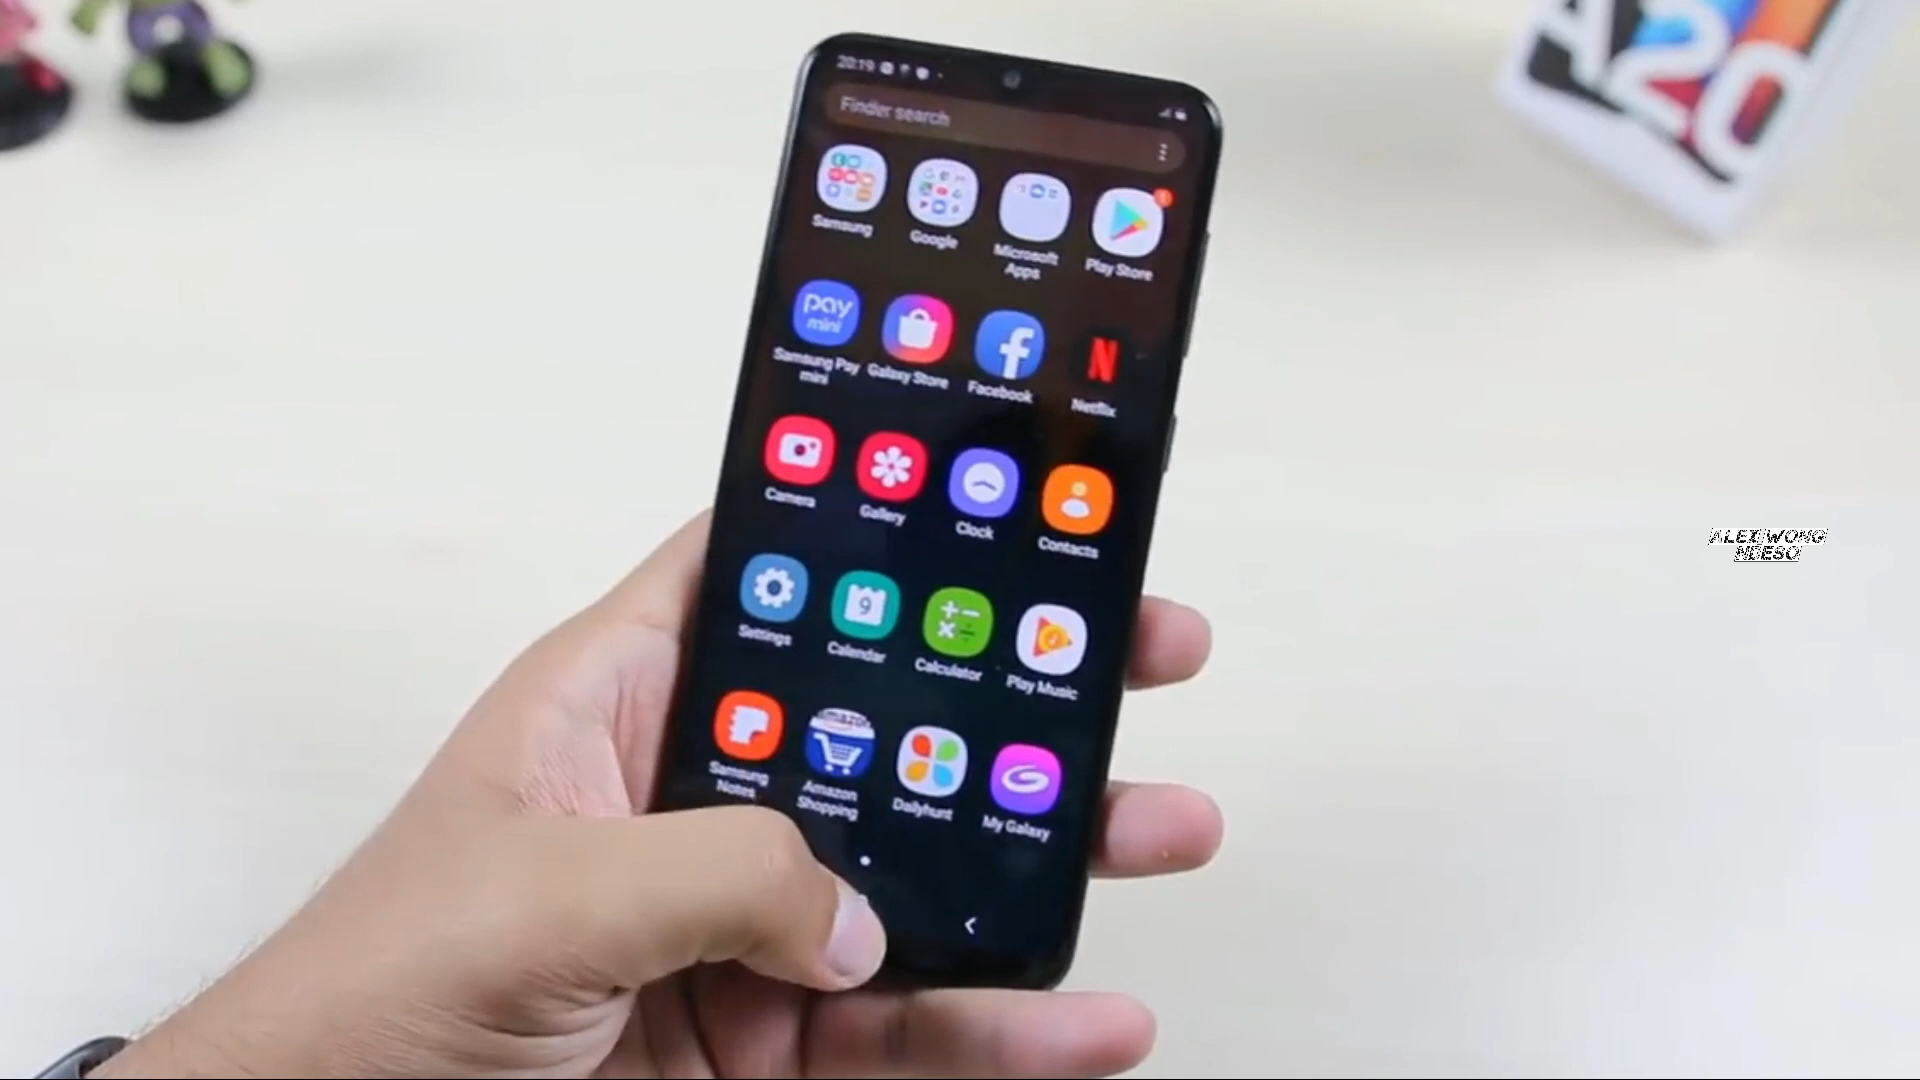 A20
20:19
Finder search
Samsung
Google
Microsoft
Apps
Play Store
pay
mini
Samsung Pay
mini
Galaxy Store
Facebook
N
Netflix
Camera
Gallery
Clock
Contacts
9
Settings
Calendar
Calculator
Play Music
amazon
Samsung
Notes
Amazon
Shopping
Dailyhunt
My Galaxy
ALEX WONG
NDESO